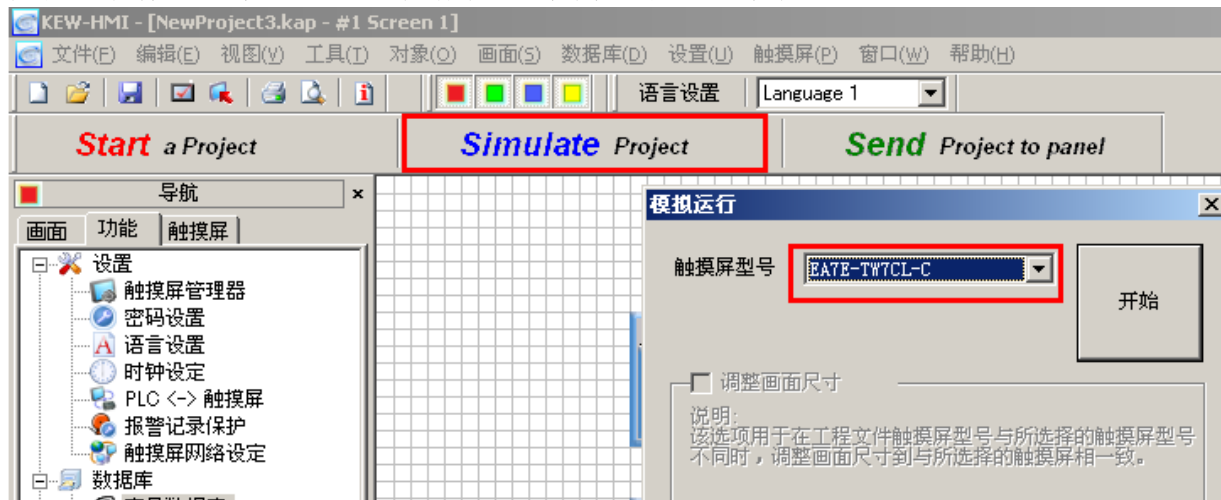 KEW-HMI - [NewProject3.kap - #1 Screen 1]
文件(F) 编辑(E) 视图(V) 工具(T) 对象(O) 画面(S) 数据库(D) 设置(U) 触摸屏(P) 窗口(W) 帮助(H)
语言设置 Language 1
Start a Project Simulate Project Send Project to panel
导航
画面 功能 触摸屏
设置
触摸屏管理器
密码设置
语言设置
时钟设定
PLC <-> 触摸屏
报警记录保护
触摸屏网络设定
数据库
模拟运行
触摸屏型号 EA7E-TW7CL-C
开始
调整画面尺寸
说明:
该选项用于在工程文件触摸屏型号与所选择的触摸屏型号
不同时，调整画面尺寸到与所选择的触摸屏相一致。